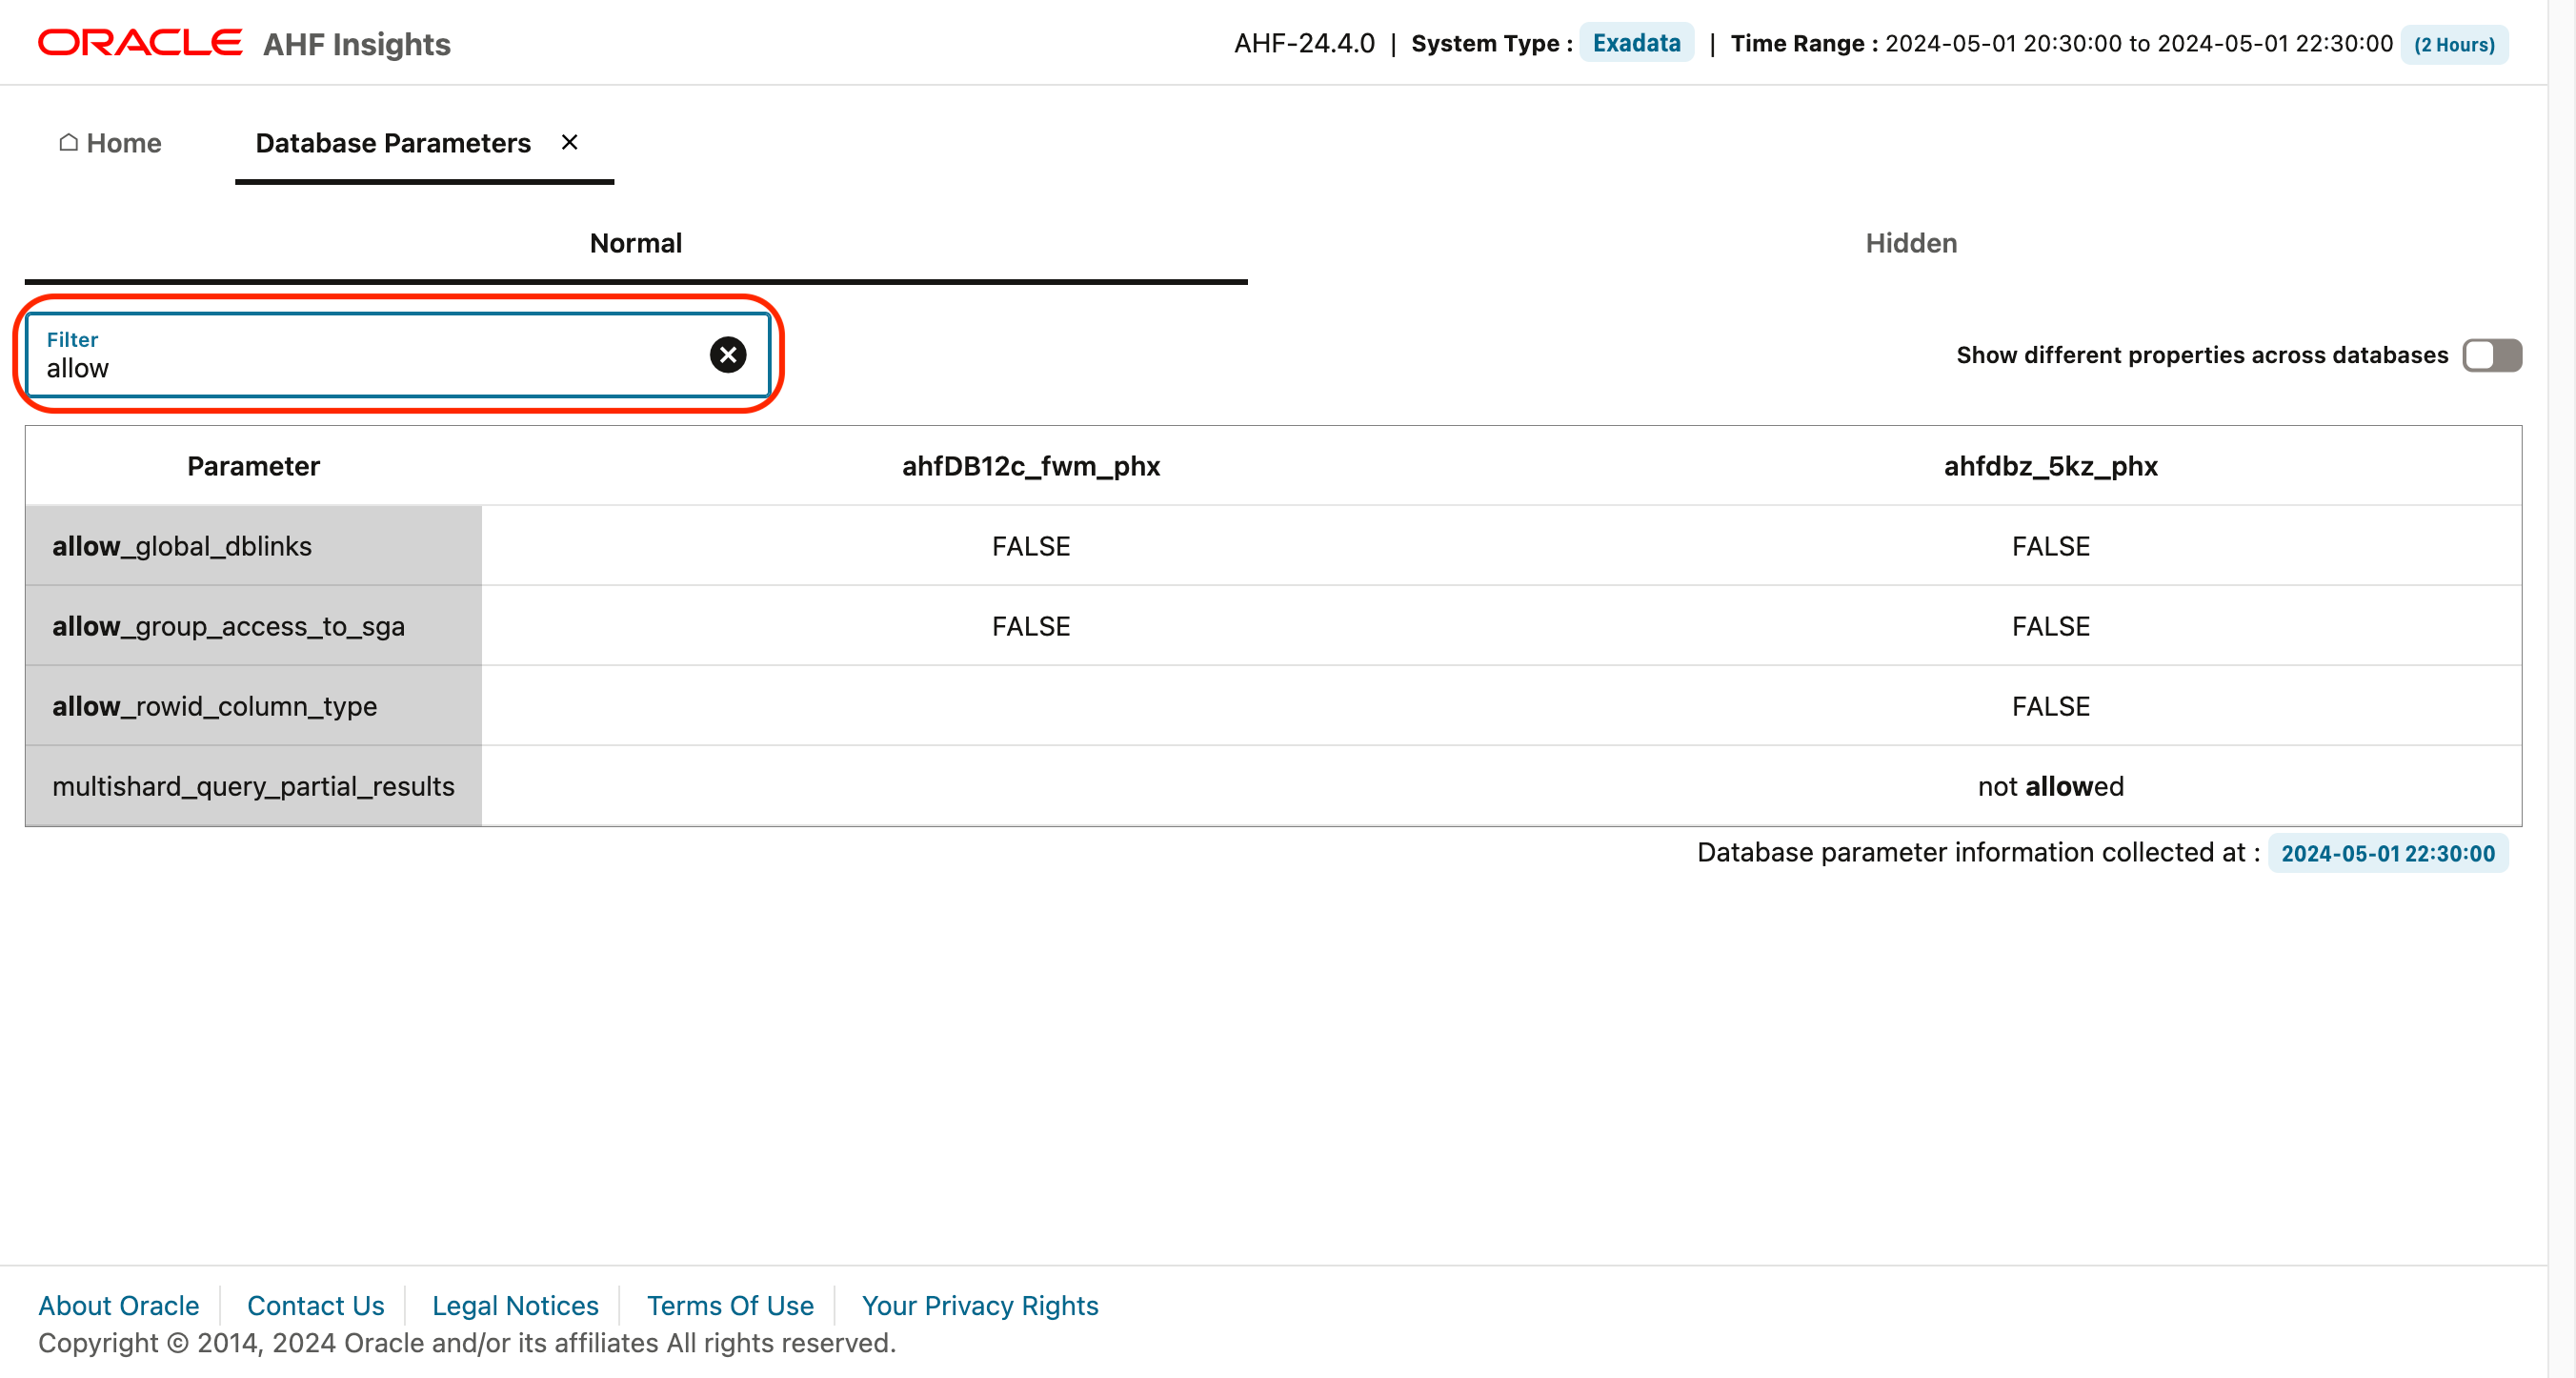 ORACLE AHF Insights AHF-24.4.0 | System Type : Exadata | Time Range : 2024-05-01 20:30:00 to 2024-05-01 22:30:00 (2 Hours)
Home Database Parameters ×
Normal Hidden
Filter
allow
Show different properties across databases
Parameter ahfDB12c_fwm_phx ahfdbz_5kz_phx
allow_global_dblinks FALSE FALSE
allow_group_access_to_sga FALSE FALSE
allow_rowid_column_type FALSE
multishard_query_partial_results not allowed
Database parameter information collected at : 2024-05-01 22:30:00
About Oracle Contact Us Legal Notices Terms Of Use Your Privacy Rights
Copyright © 2014, 2024 Oracle and/or its affiliates All rights reserved.